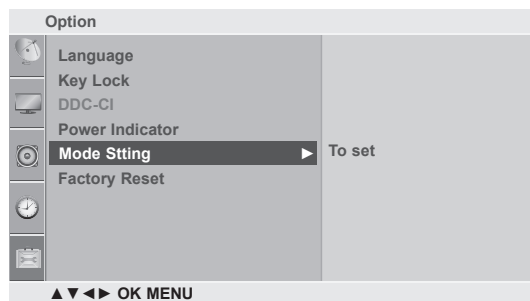 Option
Language
Key Lock
DDC-CI
Power Indicator
Mode Stting ► To set
Factory Reset
▲▼◄► OK MENU